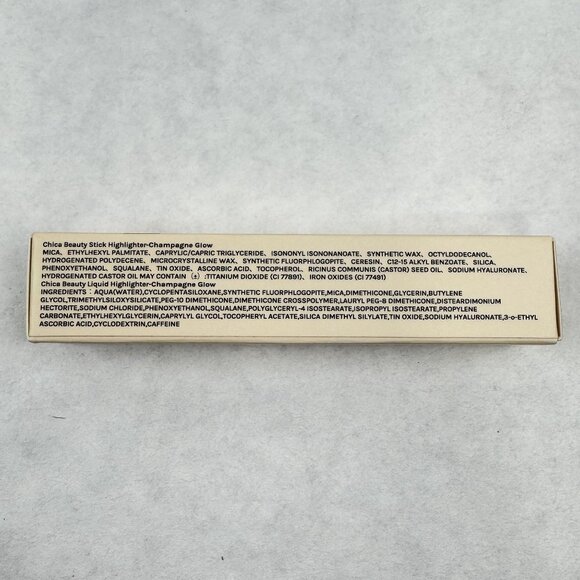 Chica Beauty Stick Highlighter-Champagne Glow
MICA、ETHYLHEXYL PALMITATE、CAPRYLIC/CAPRIC TRIGLYCERIDE、ISONONYL ISONONANOATE、SYNTHETIC WAX、OCTYLDODECANOL、
HYDROGENATED POLYDECENE、MICROCRYSTALLINE WAX、SYNTHETIC FLUORPHLOGOPITE、CERESIN、C12-15 ALKYL BENZOATE、SILICA、
PHENOXYETHANOL、SQUALANE、TIN OXIDE、ASCORBIC ACID、TOCOPHEROL、RICINUS COMMUNIS (CASTOR) SEED OIL、SODIUM HYALURONATE、
HYDROGENATED CASTOR OIL MAY CONTAIN（±）:TITANIUM DIOXIDE (CI 77891)、IRON OXIDES (CI 77491)
Chica Beauty Liquid Highlighter-Champagne Glow
INGREDIENTS：AQUA(WATER),CYCLOPENTASILOXANE,SYNTHETIC FLUORPHLOGOPITE,MICA,DIMETHICONE,GLYCERIN,BUTYLENE
GLYCOL,TRIMETHYLSILOXYSILICATE,PEG-10 DIMETHICONE,DIMETHICONE CROSSPOLYMER,LAURYL PEG-8 DIMETHICONE,DISTEARDIMONIUM
HECTORITE,SODIUM CHLORIDE,PHENOXYETHANOL,SQUALANE,POLYGLYCERYL-4 ISOSTEARATE,ISOPROPYL ISOSTEARATE,PROPYLENE
CARBONATE,ETHYLHEXYLGLYCERIN,CAPRYLYL GLYCOL,TOCOPHERYL ACETATE,SILICA DIMETHYL SILYLATE,TIN OXIDE,SODIUM HYALURONATE,3-o-ETHYL
ASCORBIC ACID,CYCLODEXTRIN,CAFFEINE